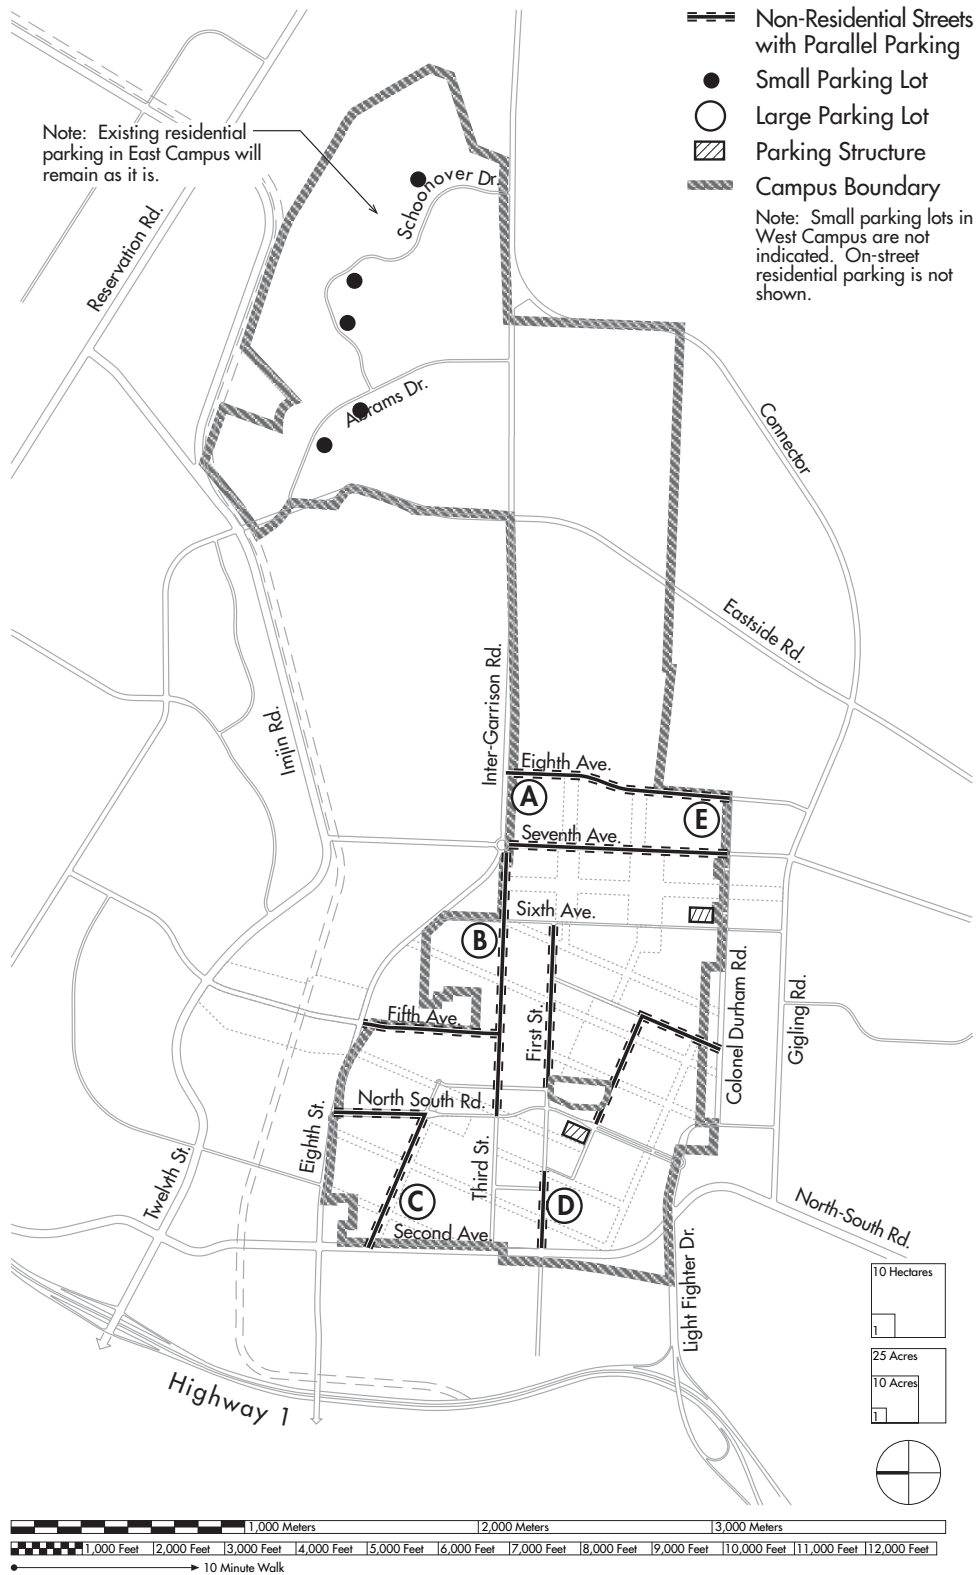 Non-Residential Streets
with Parallel Parking
Small Parking Lot
Large Parking Lot
Parking Structure
Campus Boundary
Note: Small parking lots in
West Campus are not
indicated. On-street
residential parking is not
shown.
Note: Existing residential
parking in East Campus will
remain as it is.
Schoonover Dr.
Reservation Rd.
Abrams Dr.
Connector
Eastside Rd.
Inter-Garrison Rd.
Imjin Rd.
Eighth Ave.
A
E
Seventh Ave.
Sixth Ave.
B
Fifth Ave.
First St.
Colonel Durham Rd.
Gigling Rd.
North South Rd.
Eighth St.
Twelvth St.
Third St.
C
D
Second Ave.
North-South Rd.
Light Fighter Dr.
Highway 1
10 Hectares
1
25 Acres
10 Acres
1
1,000 Meters
2,000 Meters
3,000 Meters
1,000 Feet
2,000 Feet
3,000 Feet
4,000 Feet
5,000 Feet
6,000 Feet
7,000 Feet
8,000 Feet
9,000 Feet
10,000 Feet
11,000 Feet
12,000 Feet
10 Minute Walk